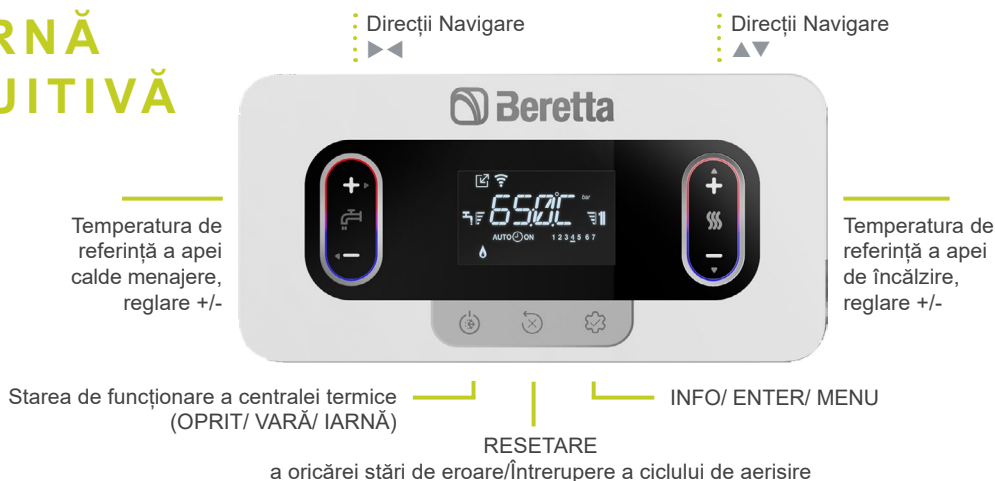 RNĂ
UITIVĂ
Direcții Navigare
▶◀
Direcții Navigare
▲▼
Beretta
bar
65.0°C
AUTO ON 1 2 3 4 5 6 7
Temperatura de
referință a apei
calde menajere,
reglare +/-
Temperatura de
referință a apei
de încălzire,
reglare +/-
Starea de funcționare a centralei termice
(OPRIT/ VARĂ/ IARNĂ)
INFO/ ENTER/ MENU
RESETARE
a oricărei stări de eroare/Întrerupere a ciclului de aerisire